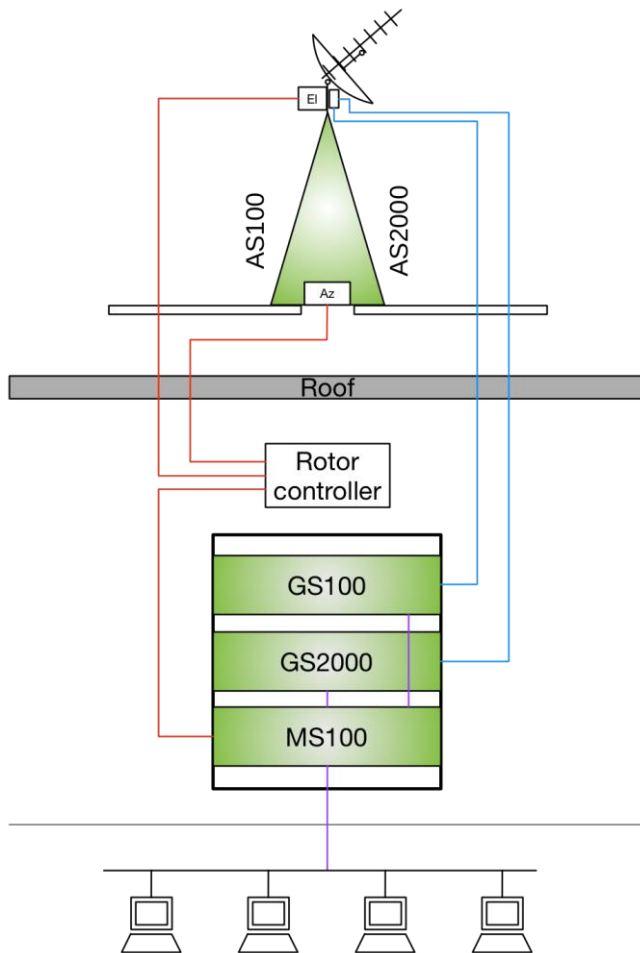 El
AS100
AS2000
Az
Roof
Rotor
controller
GS100
GS2000
MS100